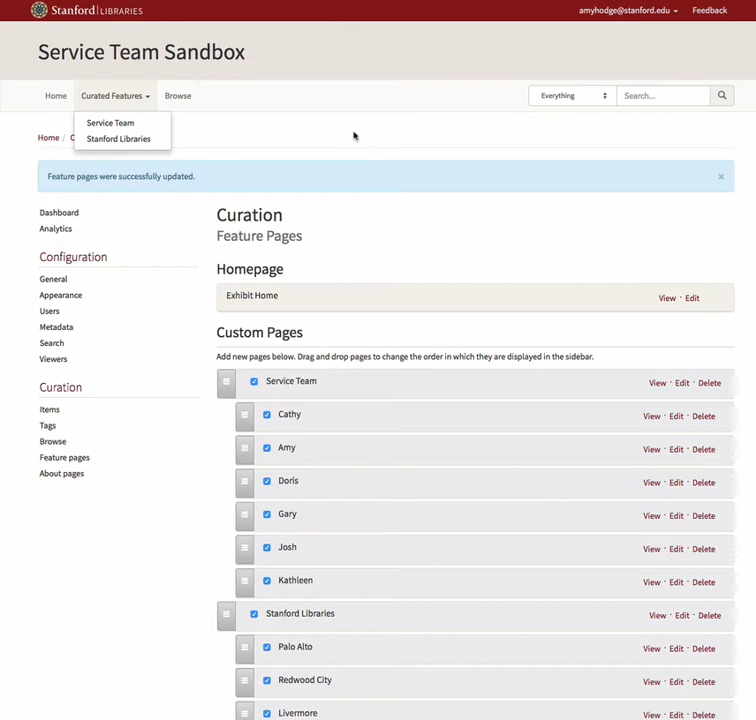 Stanford LIBRARIES
amyhodge@stanford.edu Feedback
Service Team Sandbox
Home Curated Features Browse Everything Search...
Service Team
Stanford Libraries
Home / C
Feature pages were successfully updated. ×
Dashboard
Analytics
Configuration
General
Appearance
Users
Metadata
Search
Viewers
Curation
Items
Tags
Browse
Feature pages
About pages
Curation
Feature Pages
Homepage
Exhibit Home View · Edit
Custom Pages
Add new pages below. Drag and drop pages to change the order in which they are displayed in the sidebar.
Service Team View · Edit · Delete
Cathy View · Edit · Delete
Amy View · Edit · Delete
Doris View · Edit · Delete
Gary View · Edit · Delete
Josh View · Edit · Delete
Kathleen View · Edit · Delete
Stanford Libraries View · Edit · Delete
Palo Alto View · Edit · Delete
Redwood City View · Edit · Delete
Livermore View · Edit · Delete